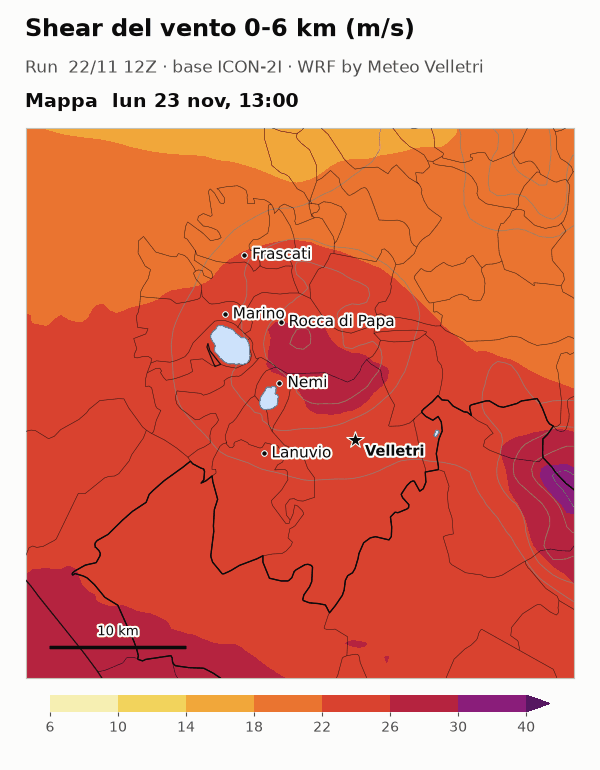 Shear del vento 0-6 km (m/s)
Run  22/11 12Z · base ICON-2I · WRF by Meteo Velletri
Mappa  lun 23 nov, 13:00
Frascati
Marino
Rocca di Papa
Nemi
Velletri
Lanuvio
10 km
6 10 14 18 22 26 30 40